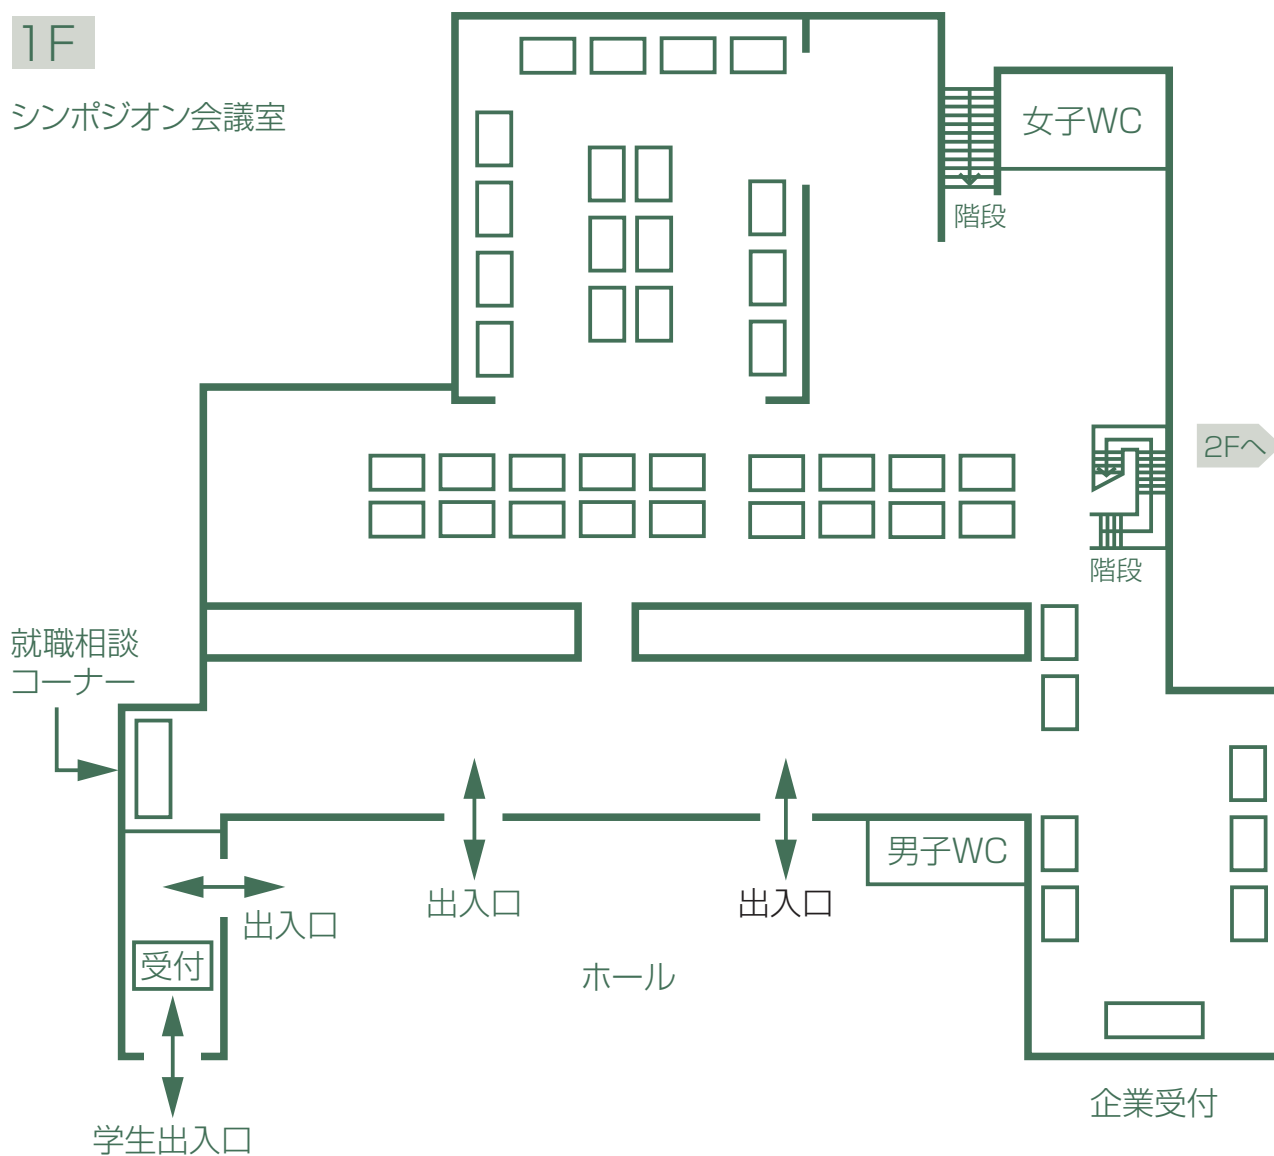 1F
シンポジオン会議室
女子WC
階段
2Fへ
階段
就職相談
コーナー
男子WC
出入口
出入口
出入口
受付
ホール
企業受付
学生出入口